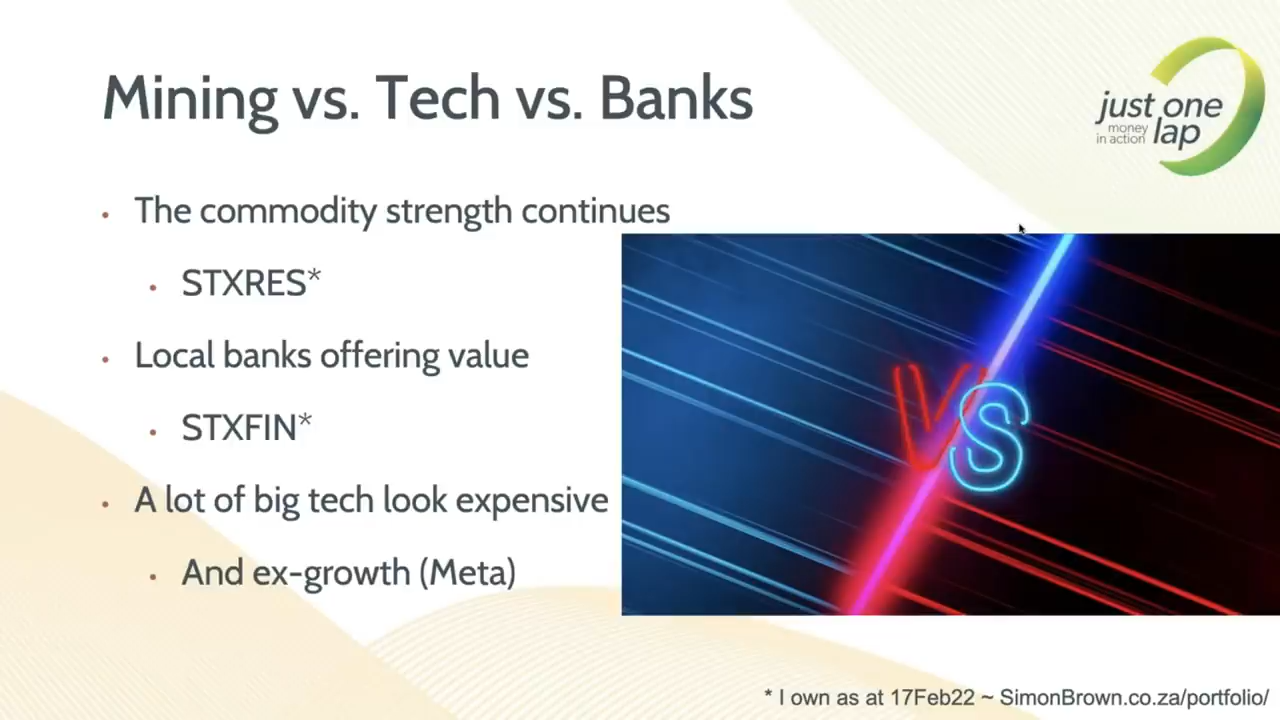 Mining vs. Tech vs. Banks
just one
money
in action
lap
• The commodity strength continues
• STXRES*
• Local banks offering value
• STXFIN*
• A lot of big tech look expensive
• And ex-growth (Meta)
VS
* I own as at 17Feb22 ~ SimonBrown.co.za/portfolio/